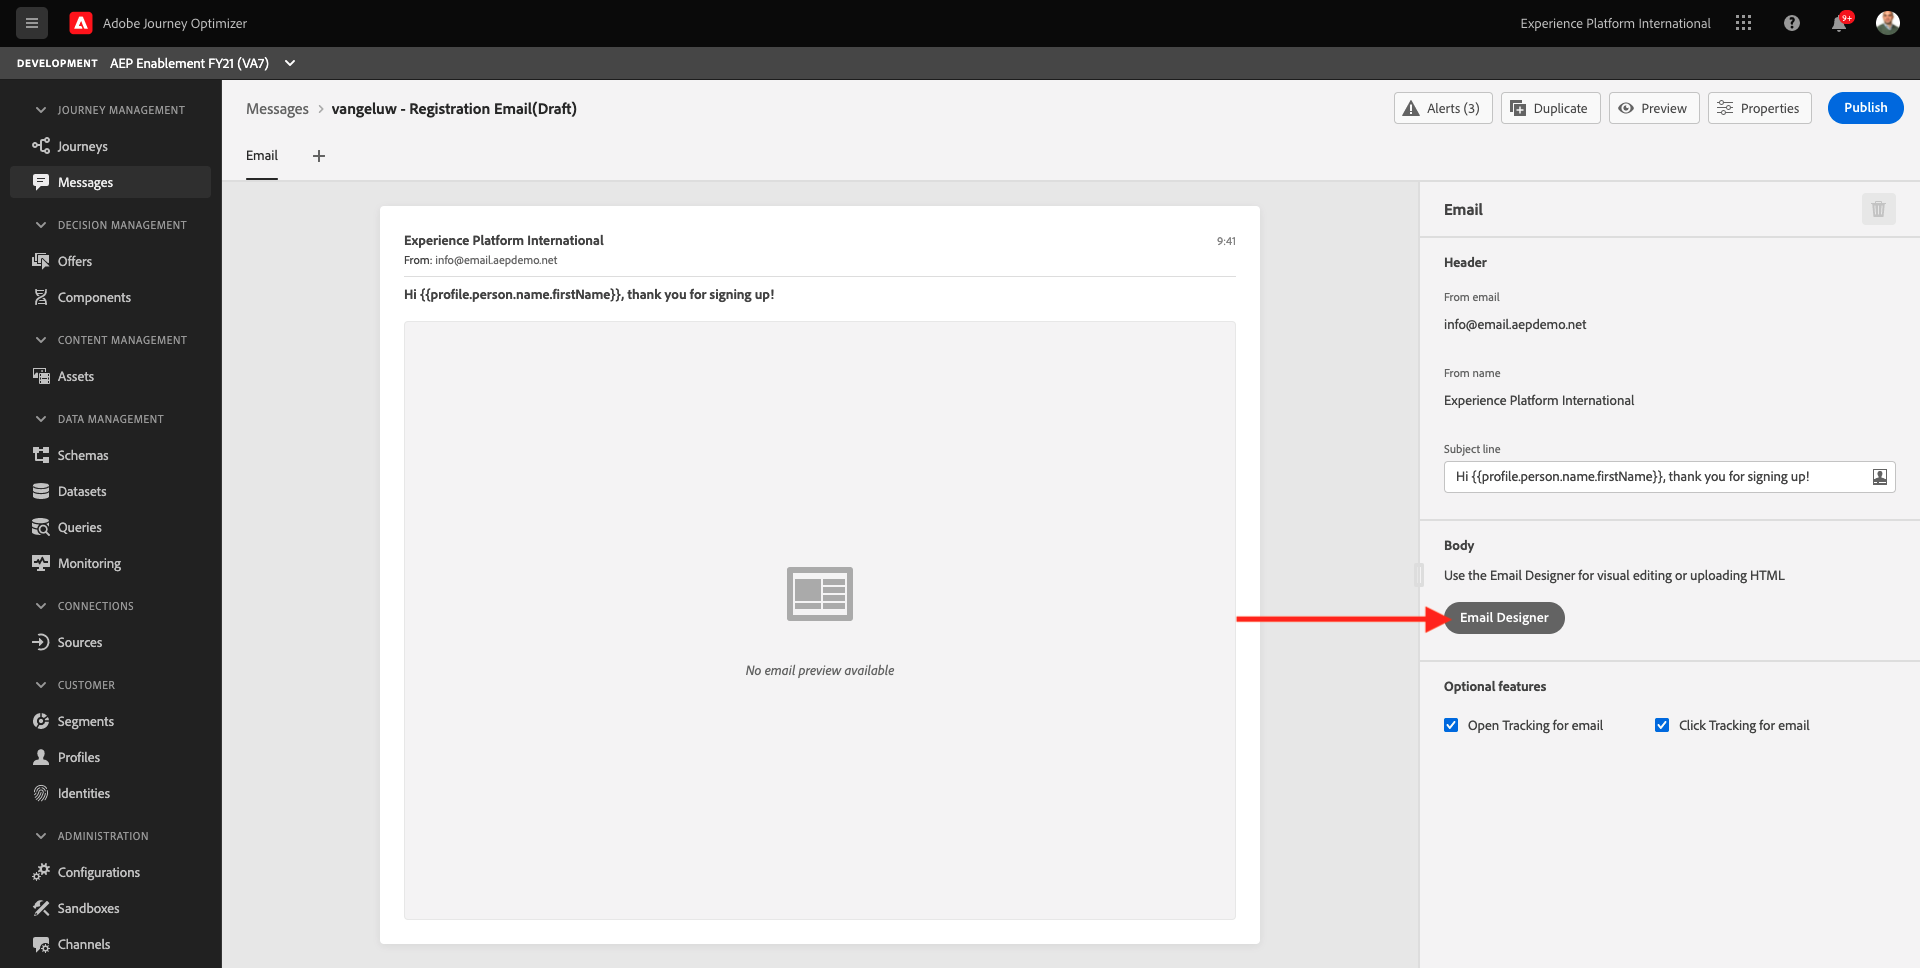 Adobe Journey Optimizer
Experience Platform International
9+
DEVELOPMENT AEP Enablement FY21 (VA7)
JOURNEY MANAGEMENT
Journeys
Messages
DECISION MANAGEMENT
Offers
Components
CONTENT MANAGEMENT
Assets
DATA MANAGEMENT
Schemas
Datasets
Queries
Monitoring
CONNECTIONS
Sources
CUSTOMER
Segments
Profiles
Identities
ADMINISTRATION
Configurations
Sandboxes
Channels
Messages > vangeluw - Registration Email(Draft)
Alerts (3)
Duplicate
Preview
Properties
Publish
Email
Experience Platform International
9:41
From: info@email.aepdemo.net
Hi {{profile.person.name.firstName}}, thank you for signing up!
No email preview available
Email
Header
From email
info@email.aepdemo.net
From name
Experience Platform International
Subject line
Hi {{profile.person.name.firstName}}, thank you for signing up!
Body
Use the Email Designer for visual editing or uploading HTML
Email Designer
Optional features
Open Tracking for email
Click Tracking for email